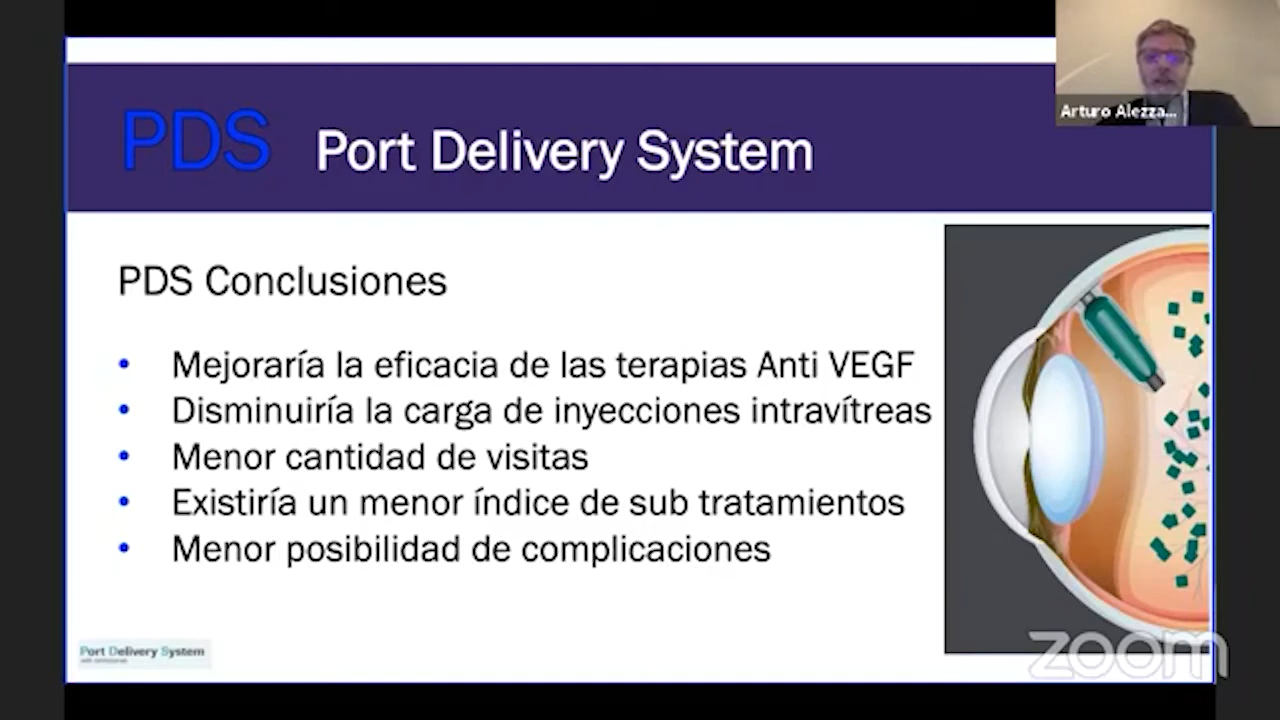 Arturo Alezza...
PDS Port Delivery System
PDS Conclusiones
• Mejoraría la eficacia de las terapias Anti VEGF
• Disminuiría la carga de inyecciones intravítreas
• Menor cantidad de visitas
• Existiría un menor índice de sub tratamientos
• Menor posibilidad de complicaciones
Port Delivery System
zoom